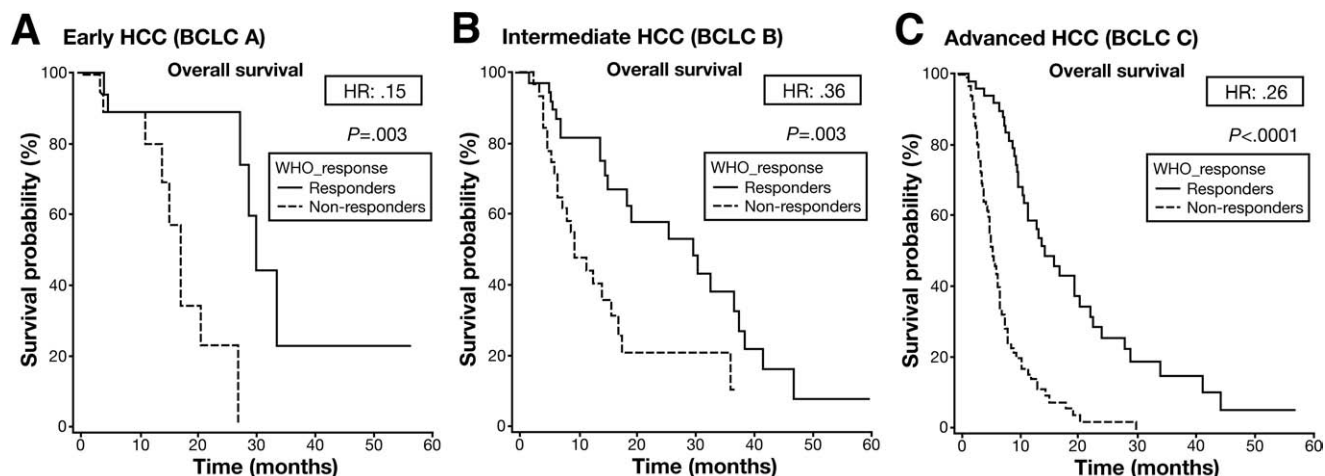 A Early HCC (BCLC A)
Overall survival
HR: .15
P=.003
WHO_response
Responders
Non-responders
Survival probability (%)
100
80
60
40
20
0
0 10 20 30 40 50 60
Time (months)
B Intermediate HCC (BCLC B)
Overall survival
HR: .36
P=.003
WHO_response
Responders
Non-responders
Survival probability (%)
100
80
60
40
20
0
0 10 20 30 40 50 60
Time (months)
C Advanced HCC (BCLC C)
Overall survival
HR: .26
P<.0001
WHO_response
Responders
Non-responders
Survival probability (%)
100
80
60
40
20
0
0 10 20 30 40 50 60
Time (months)